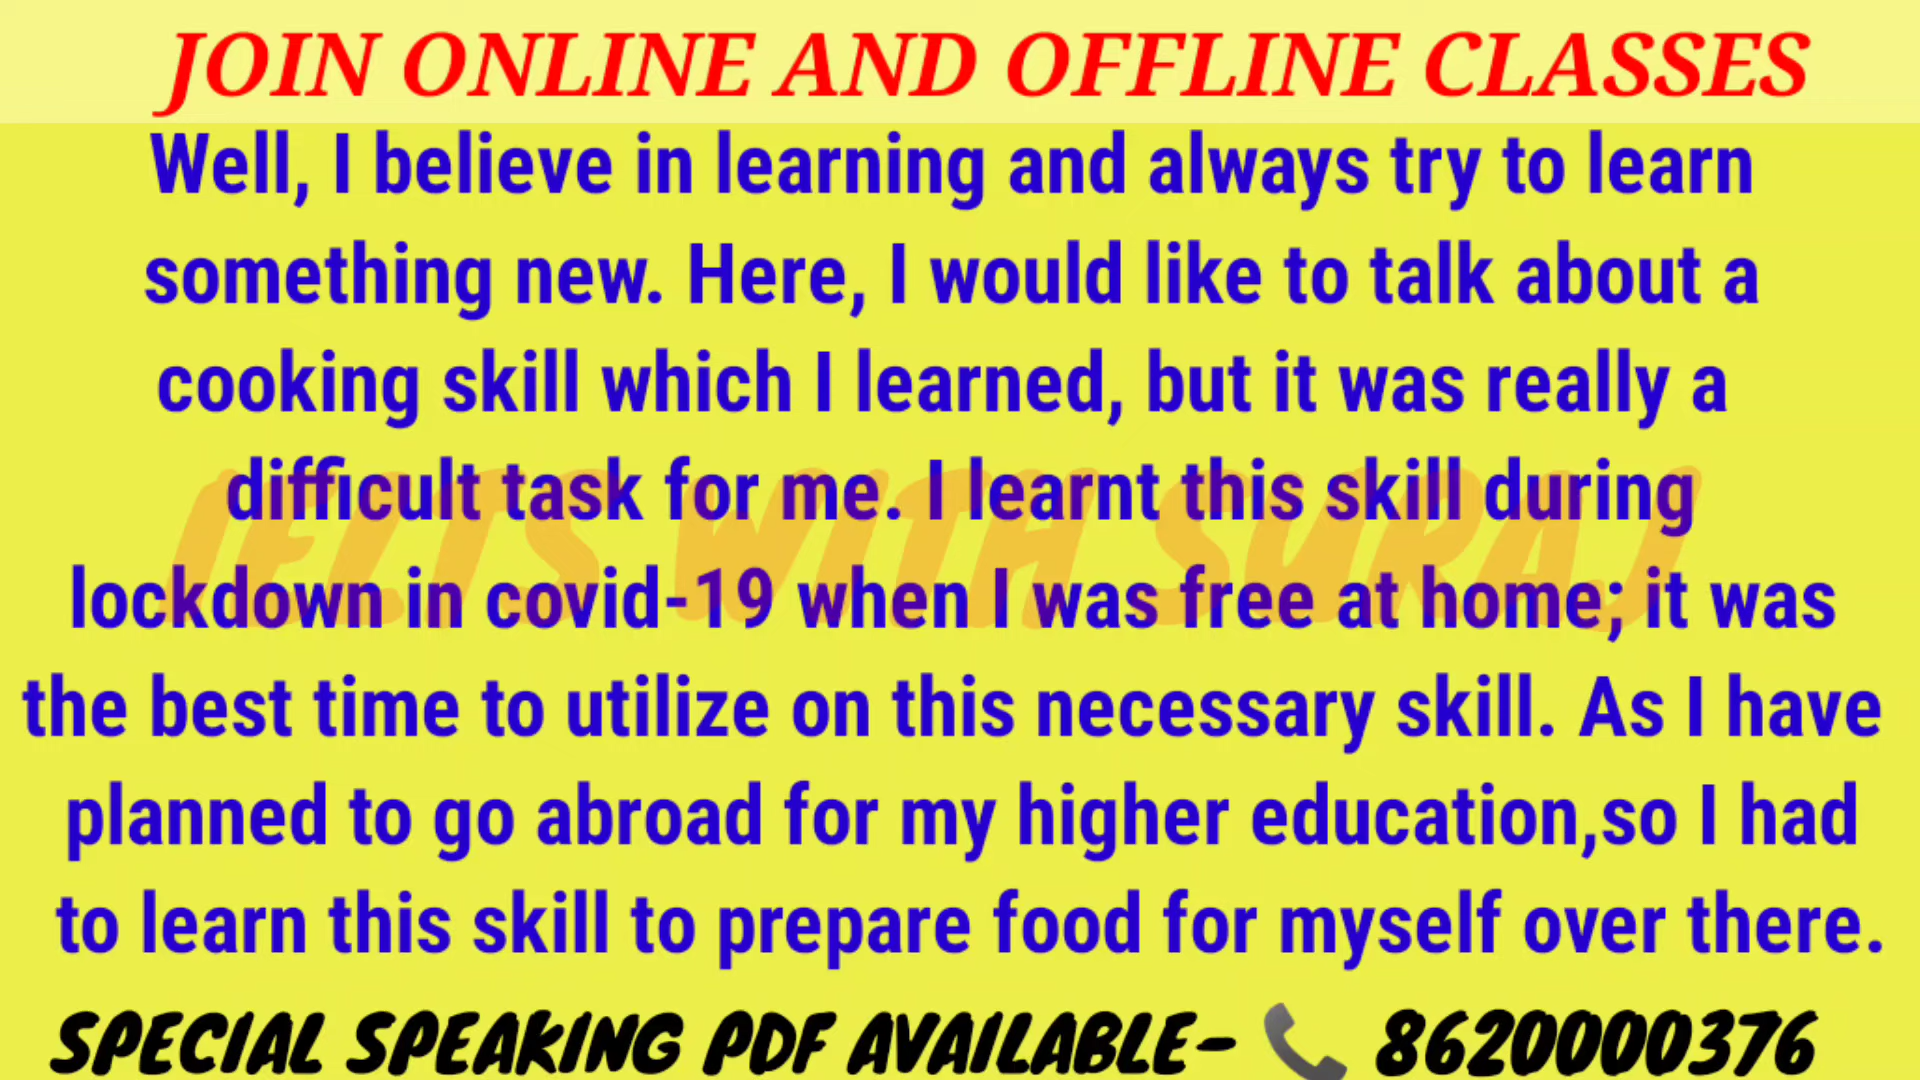 JOIN ONLINE AND OFFLINE CLASSES
Well, I believe in learning and always try to learn
something new. Here, I would like to talk about a
cooking skill which I learned, but it was really a
difficult task for me. I learnt this skill during
IELTS WITH SURAJ
lockdown in covid-19 when I was free at home; it was
the best time to utilize on this necessary skill. As I have
planned to go abroad for my higher education,so I had
to learn this skill to prepare food for myself over there.
SPECIAL SPEAKING PDF AVAILABLE- 📞 8620000376